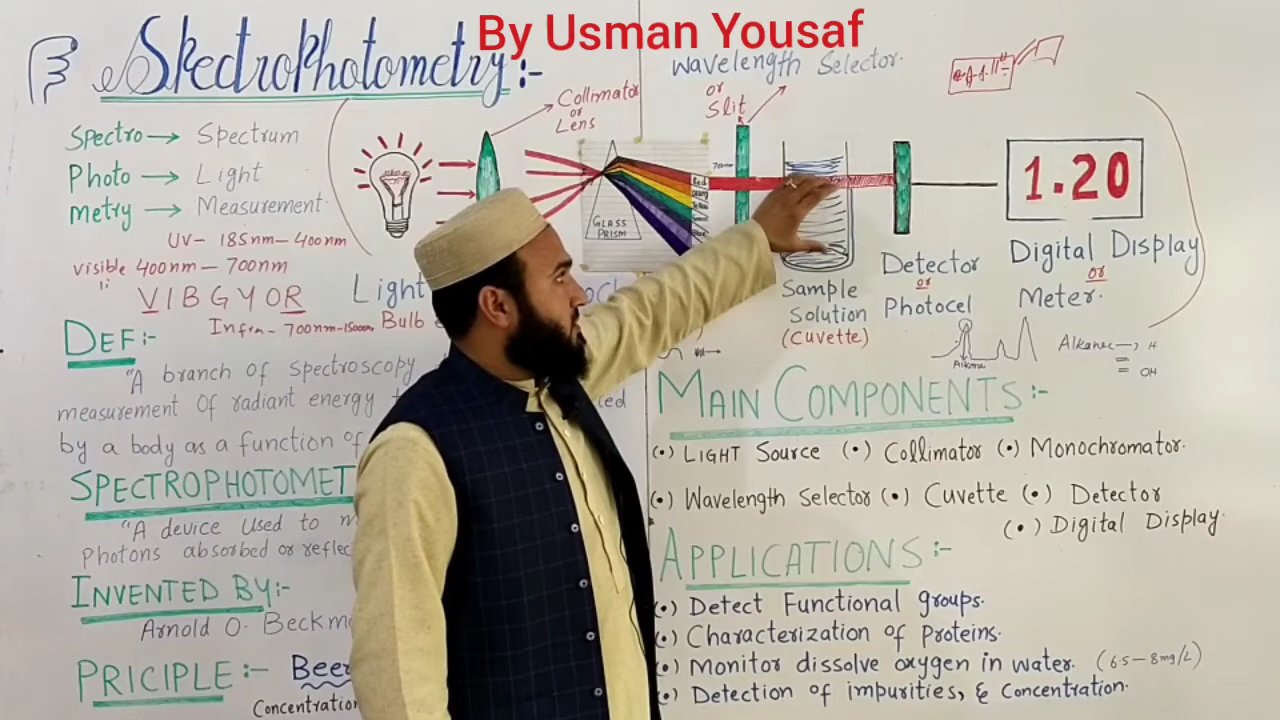 By Usman Yousaf
Skectrophotometry:-
Spectro → Spectrum
Photo → Light
Metry → Measurement.
UV- 185nm-400nm
visible 400nm-700nm
VIBGYOR
Infra-700nm-
Collimator
or
Lens
Wavelength Selector.
or
Slit
700nm
Red
GLASS
PRISM
1.20
Light
Bulb
Sample
Solution
(Cuvette)
Detector
or
Photocel
Digital Display
or
Meter.
Alkane
OH
DEF:-
"A branch of spectroscopy
measurement of radiant energy
by a body as a function of
SPECTROPHOTOMET
"A device used to m
Photons absorbed or reflec
INVENTED BY:-
Arnold O. Beckm
PRICIPLE:- Beer
Concentration
MAIN COMPONENTS:-
(•) LIGHT Source (•) Collimator (•) Monochromator.
(•) Wavelength Selector (•) Cuvette (•) Detector
(•) Digital Display.
APPLICATIONS:-
(•) Detect Functional groups.
(•) Characterization of Proteins.
(•) Monitor dissolve oxygen in water. (6.5-8mg/L)
(•) Detection of impurities, & Concentration.